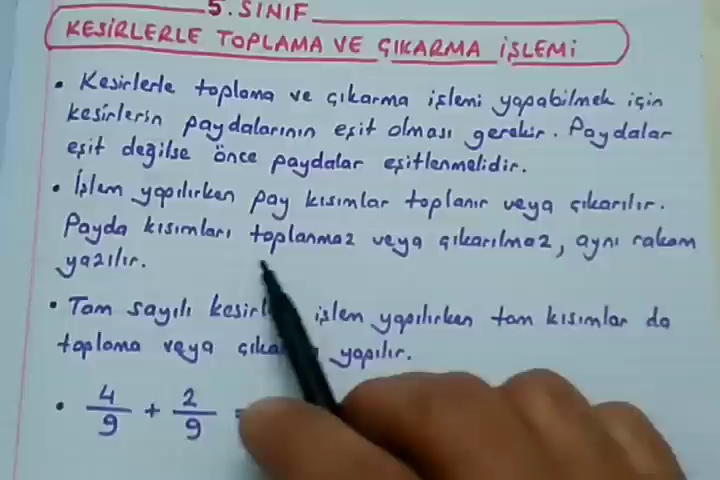 5. SINIF
KESİRLERLE TOPLAMA VE ÇIKARMA İŞLEMİ
• Kesirlerle toplama ve çıkarma işlemi yapabilmek için
kesirlerin paydalarının eşit olması gerekir. Paydalar
eşit değilse önce paydalar eşitlenmelidir.
• İşlem yapılırken pay kısımlar toplanır veya çıkarılır.
Payda kısımları toplanmaz veya çıkarılmaz, aynı rakam
yazılır.
• Tam sayılı işlem yapılırken tam kısımlar da
toplama veya yapılır.
• 4/9 + 2/9 =